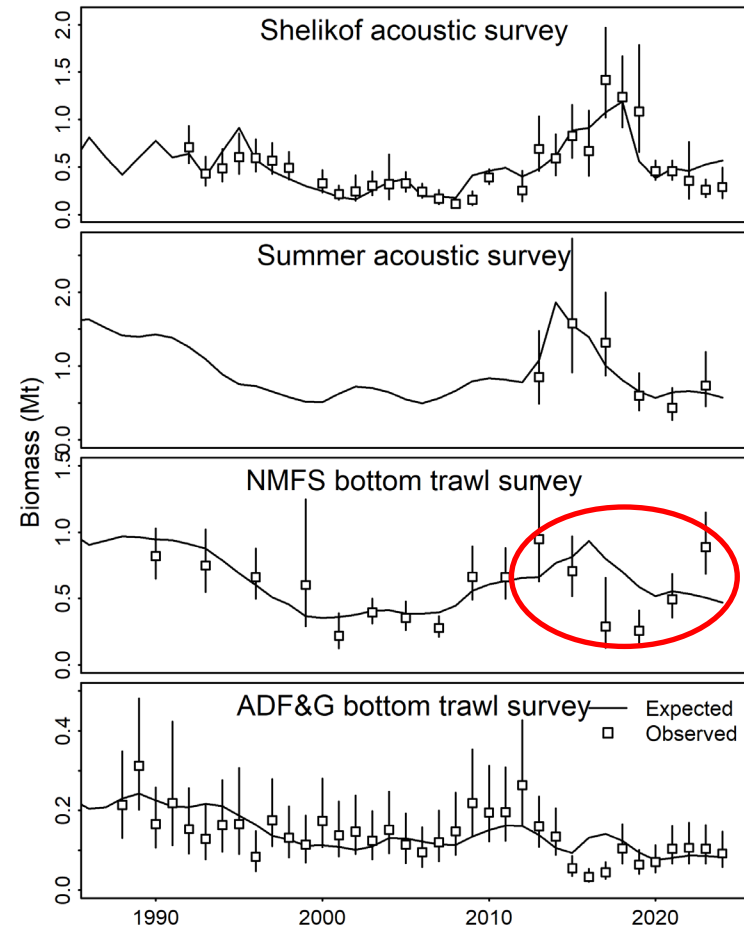 Shelikof acoustic survey
2.0
1.5
1.0
0.5
0.0
Summer acoustic survey
2.0
1.0
0.0
Biomass (Mt)
NMFS bottom trawl survey
1.50
1.0
0.5
0.0
ADF&G bottom trawl survey
Expected
Observed
0.4
0.2
0.0
1990 2000 2010 2020